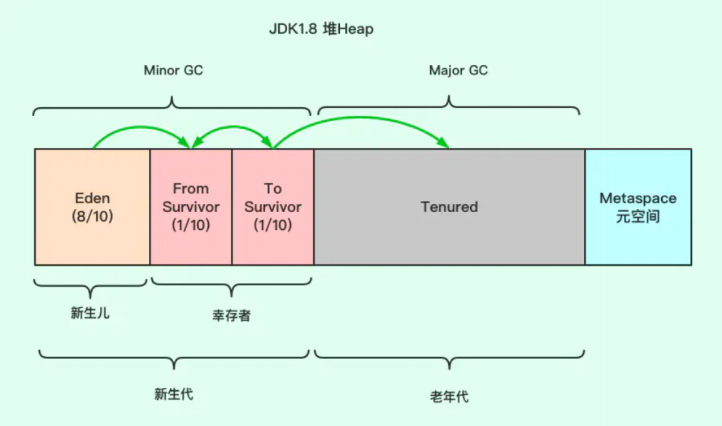 JDK1.8 堆Heap
Minor GC
Major GC
Eden
(8/10)
From
Survivor
(1/10)
To
Survivor
(1/10)
Tenured
Metaspace
元空间
新生儿
幸存者
新生代
老年代